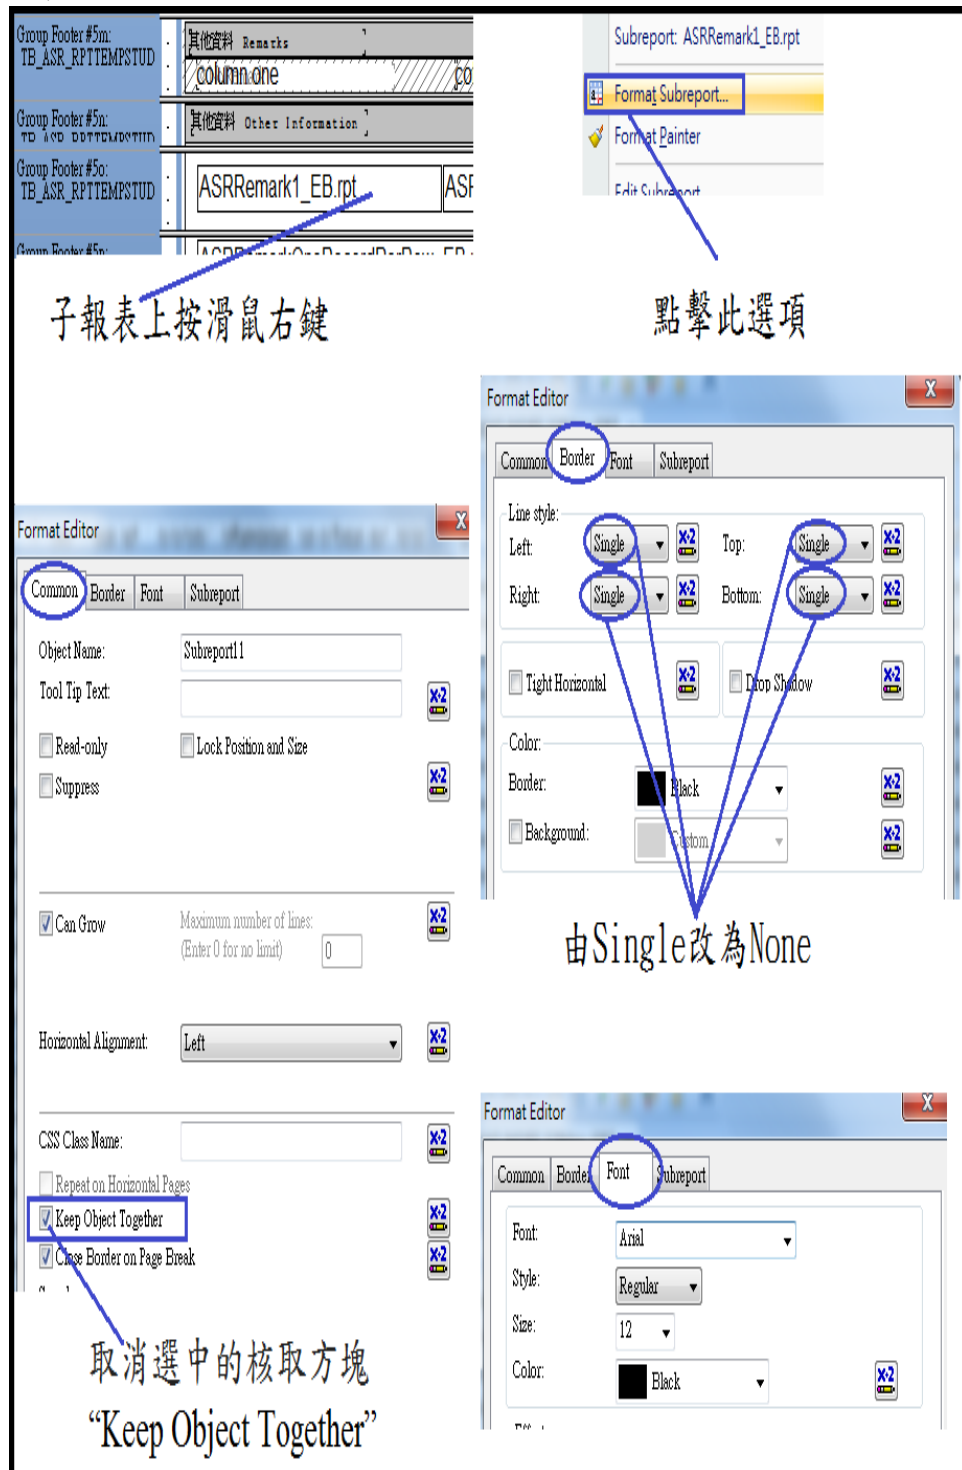 Group Footer #5m:
TB_ASR_RPTTEMPSTUD
其他資料 Remarks
column one
co
Group Footer #5n:
TB_ASR_RPTTEMPSTUD
其他資料 Other Information
Group Footer #5o:
TB_ASR_RPTTEMPSTUD
ASRRemark1_EB.rpt
ASR
Group Footer #5p:
子報表上按滑鼠右鍵
Subreport: ASRRemark1_EB.rpt
Format Subreport...
Format Painter
Edit Subreport
點擊此選項
Format Editor
X
Common Border Font Subreport
Line style:
Left: Single Top: Single
Right: Single Bottom: Single
Tight Horizontal Drop Shadow
Color:
Border: Black
Background: Custom
由Single改為None
Format Editor
X
Common Border Font Subreport
Object Name: Subreport11
Tool Tip Text:
Read-only Lock Position and Size
Suppress
Can Grow Maximum number of lines:
(Enter 0 for no limit) 0
Horizontal Alignment: Left
CSS Class Name:
Repeat on Horizontal Pages
Keep Object Together
Close Border on Page Break
取消選中的核取方塊
“Keep Object Together”
Format Editor
X
Common Border Font Subreport
Font: Arial
Style: Regular
Size: 12
Color: Black